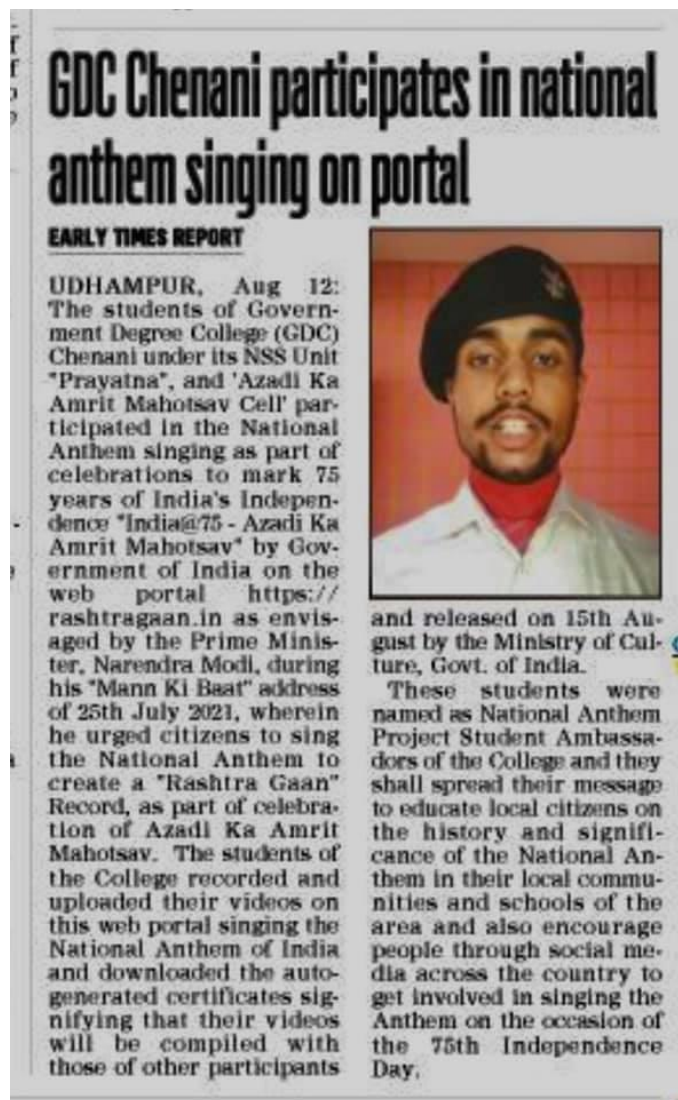 GDC Chenani participates in national
anthem singing on portal
EARLY TIMES REPORT
UDHAMPUR, Aug 12:
The students of Govern-
ment Degree College (GDC)
Chenani under its NSS Unit
"Prayatna", and 'Azadi Ka
Amrit Mahotsav Cell' par-
ticipated in the National
Anthem singing as part of
celebrations to mark 75
years of India's Indepen-
dence "India@75 - Azadi Ka
Amrit Mahotsav" by Gov-
ernment of India on the
web portal https://
rashtragaan.in as envis-
aged by the Prime Minis-
ter, Narendra Modi, during
his "Mann Ki Baat" address
of 25th July 2021, wherein
he urged citizens to sing
the National Anthem to
create a "Rashtra Gaan"
Record, as part of celebra-
tion of Azadi Ka Amrit
Mahotsav. The students of
the College recorded and
uploaded their videos on
this web portal singing the
National Anthem of India
and downloaded the auto-
generated certificates sig-
nifying that their videos
will be compiled with
those of other participants
and released on 15th Au-
gust by the Ministry of Cul-
ture, Govt. of India.
These students were
named as National Anthem
Project Student Ambassa-
dors of the College and they
shall spread their message
to educate local citizens on
the history and signifi-
cance of the National An-
them in their local commu-
nities and schools of the
area and also encourage
people through social me-
dia across the country to
get involved in singing the
Anthem on the occasion of
the 75th Independence
Day.